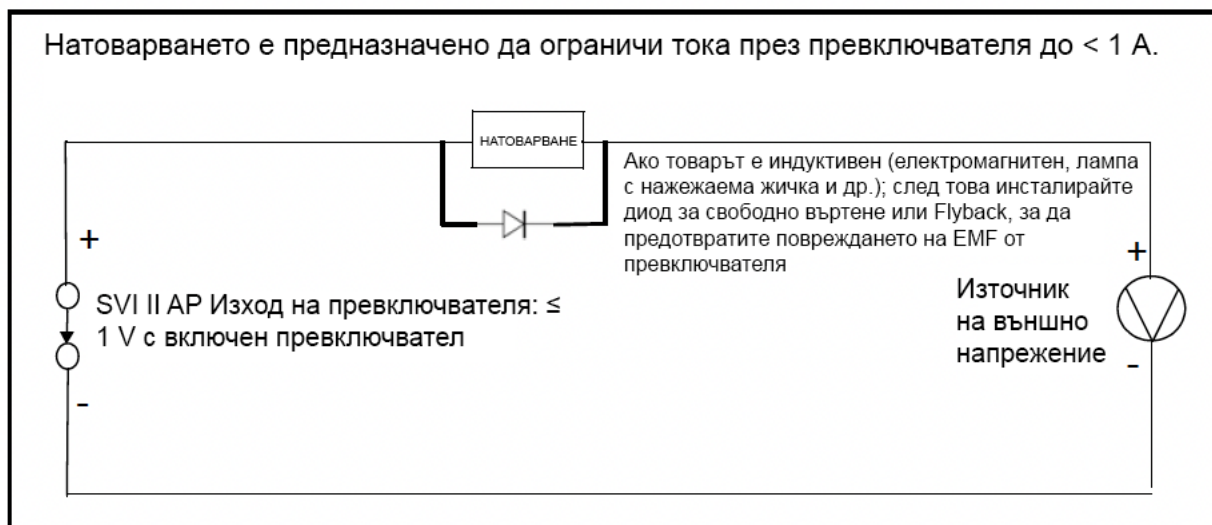 Натоварването е предназначено да ограничи тока през превключвателя до < 1 А.
НАТОВАРВАНЕ
Ако товарът е индуктивен (електромагнитен, лампа
с нажежаема жичка и др.); след това инсталирайте
диод за свободно въртене или Flyback, за да
предотвратите повреждането на EMF от
превключвателя
+
SVI II AP Изход на превключвателя: ≤
1 V с включен превключвател
-
+
Източник
на външно
напрежение
-